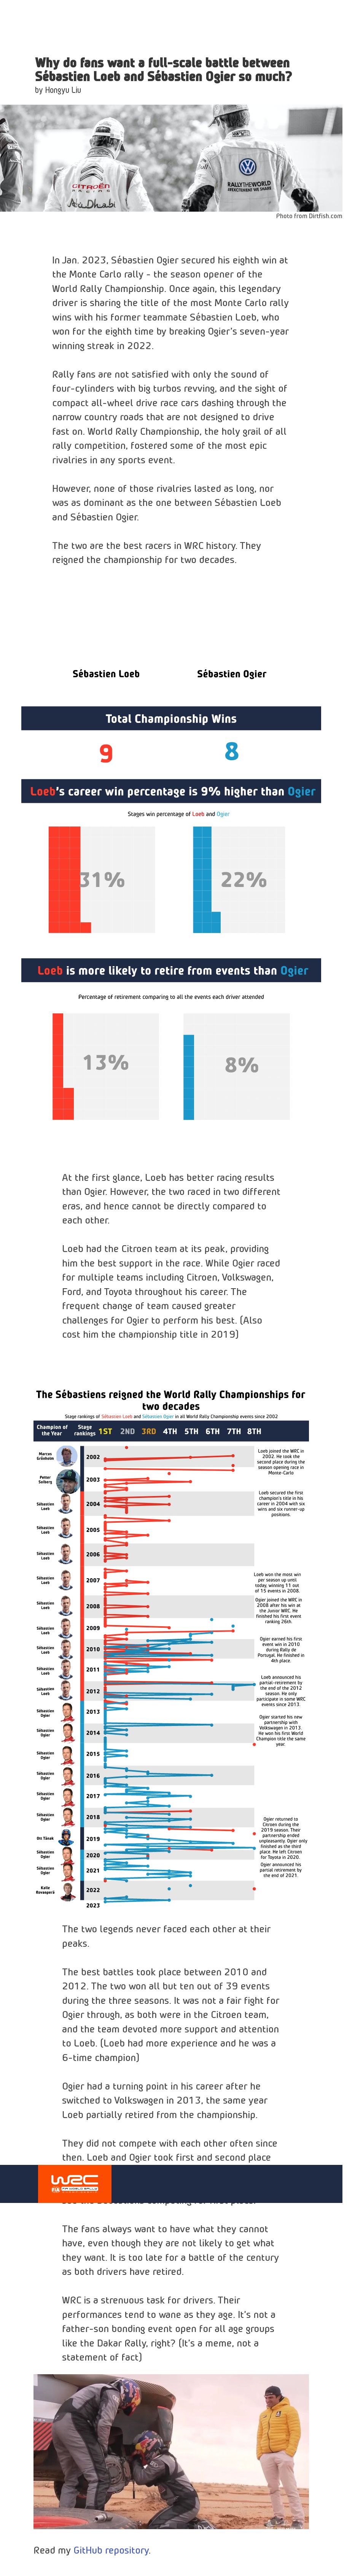 Why do fans want a full-scale battle between
Sébastien Loeb and Sébastien Ogier so much?
by Hongyu Liu
CITROËN
RACING
Abu Dhabi
RALLYTHEWORLD
Photo from Dirtfish.com
In Jan. 2023, Sébastien Ogier secured his eighth win at
the Monte Carlo rally - the season opener of the
World Rally Championship. Once again, this legendary
driver is sharing the title of the most Monte Carlo rally
wins with his former teammate Sébastien Loeb, who
won for the eighth time by breaking Ogier's seven-year
winning streak in 2022.
Rally fans are not satisfied with only the sound of
four-cylinders with big turbos revving, and the sight of
compact all-wheel drive race cars dashing through the
narrow country roads that are not designed to drive
fast on. World Rally Championship, the holy grail of all
rally competition, fostered some of the most epic
rivalries in any sports event.
However, none of those rivalries lasted as long, nor
was as dominant as the one between Sébastien Loeb
and Sébastien Ogier.
The two are the best racers in WRC history. They
reigned the championship for two decades.
Sébastien Loeb Sébastien Ogier
Total Championship Wins
9 8
Loeb's career win percentage is 9% higher than Ogier
Stages win percentage of Loeb and Ogier
31% 22%
Loeb is more likely to retire from events than Ogier
Percentage of retirement comparing to all the events each driver attended
13% 8%
At the first glance, Loeb has better racing results
than Ogier. However, the two raced in two different
eras, and hence cannot be directly compared to
each other.
Loeb had the Citroen team at its peak, providing
him the best support in the race. While Ogier raced
for multiple teams including Citroen, Volkswagen,
Ford, and Toyota throughout his career. The
frequent change of team caused greater
challenges for Ogier to perform his best. (Also
cost him the championship title in 2019)
The Sébastiens reigned the World Rally Championships for
two decades
Stage rankings of Sébastien Loeb and Sébastien Ogier in all World Rally Championship events since 2002
Champion of
the Year
Stage
rankings
1ST 2ND 3RD 4TH 5TH 6TH 7TH 8TH
Marcus
Grönholm
2002
Loeb joined the WRC in
2002. He took the
second place during the
season opening race in
Monte-Carlo
Petter
Solberg
2003
Sébastien
Loeb
2004
Loeb secured the first
champion's title in his
career in 2004 with six
wins and six runner-up
positions.
Sébastien
Loeb
2005
Sébastien
Loeb
2006
Sébastien
Loeb
2007
Loeb won the most win
per season up until
today, winning 11 out
of 15 events in 2008.
Sébastien
Loeb
2008
Ogier joined the WRC in
2008 after his win at
the Junior WRC. He
finished his first event
ranking 26th.
Sébastien
Loeb
2009
Sébastien
Loeb
2010
Ogier earned his first
event win in 2010
during Rally de
Portugal. He finished in
4th place.
Sébastien
Loeb
2011
Sébastien
Loeb
2012
Loeb announced his
partial-retirement by
the end of the 2012
season. He only
participate in some WRC
events since 2013.
Sébastien
Ogier
2013
Ogier started his new
partnership with
Volkswagen in 2013.
He won his first World
Champion title the same
year.
Sébastien
Ogier
2014
Sébastien
Ogier
2015
Sébastien
Ogier
2016
Sébastien
Ogier
2017
Sébastien
Ogier
2018
Ott Tänak
2019
Ogier returned to
Citroen during the
2019 season. Their
partnership ended
unpleasantly. Ogier only
finished as the third
place. He left Citroen
for Toyota in 2020.
Sébastien
Ogier
2020
Sébastien
Ogier
2021
Ogier announced his
partial retirement by
the end of 2021.
Kalle
Rovanperä
2022
2023
The two legends never faced each other at their
peaks.
The best battles took place between 2010 and
2012. The two won all but ten out of 39 events
during the three seasons. It was not a fair fight for
Ogier through, as both were in the Citroen team,
and the team devoted more support and attention
to Loeb. (Loeb had more experience and he was a
6-time champion)
Ogier had a turning point in his career after he
switched to Volkswagen in 2013, the same year
Loeb partially retired from the championship.
They did not compete with each other often since
then. Loeb and Ogier took first and second place
WRC
FIA WORLD RALLY
The fans always want to have what they cannot
have, even though they are not likely to get what
they want. It is too late for a battle of the century
as both drivers have retired.
WRC is a strenuous task for drivers. Their
performances tend to wane as they age. It's not a
father-son bonding event open for all age groups
like the Dakar Rally, right? (It's a meme, not a
statement of fact)
Read my GitHub repository.